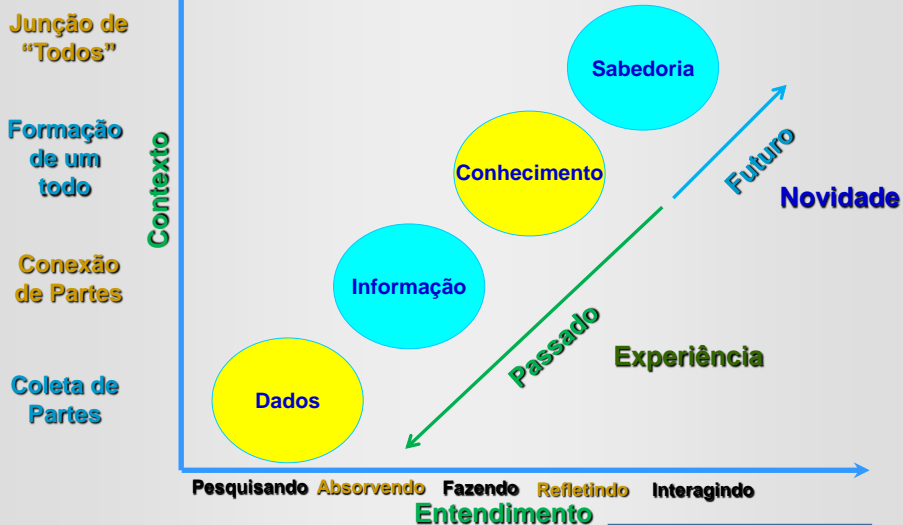 Junção de
“Todos”
Sabedoria
Formação
de um
todo
Contexto
Conhecimento
Futuro
Novidade
Conexão
de Partes
Informação
Passado
Experiência
Coleta de
Partes
Dados
Pesquisando Absorvendo Fazendo Refletindo Interagindo
Entendimento